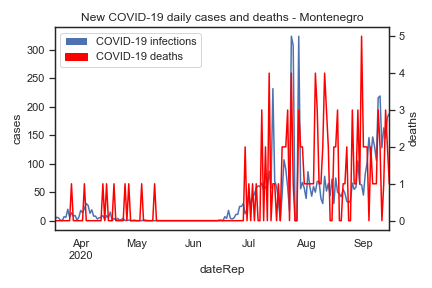 New COVID-19 daily cases and deaths - Montenegro
COVID-19 infections
COVID-19 deaths
300
250
200
150
100
50
0
cases
5
4
3
2
1
0
deaths
Apr
2020
May
Jun
Jul
Aug
Sep
dateRep